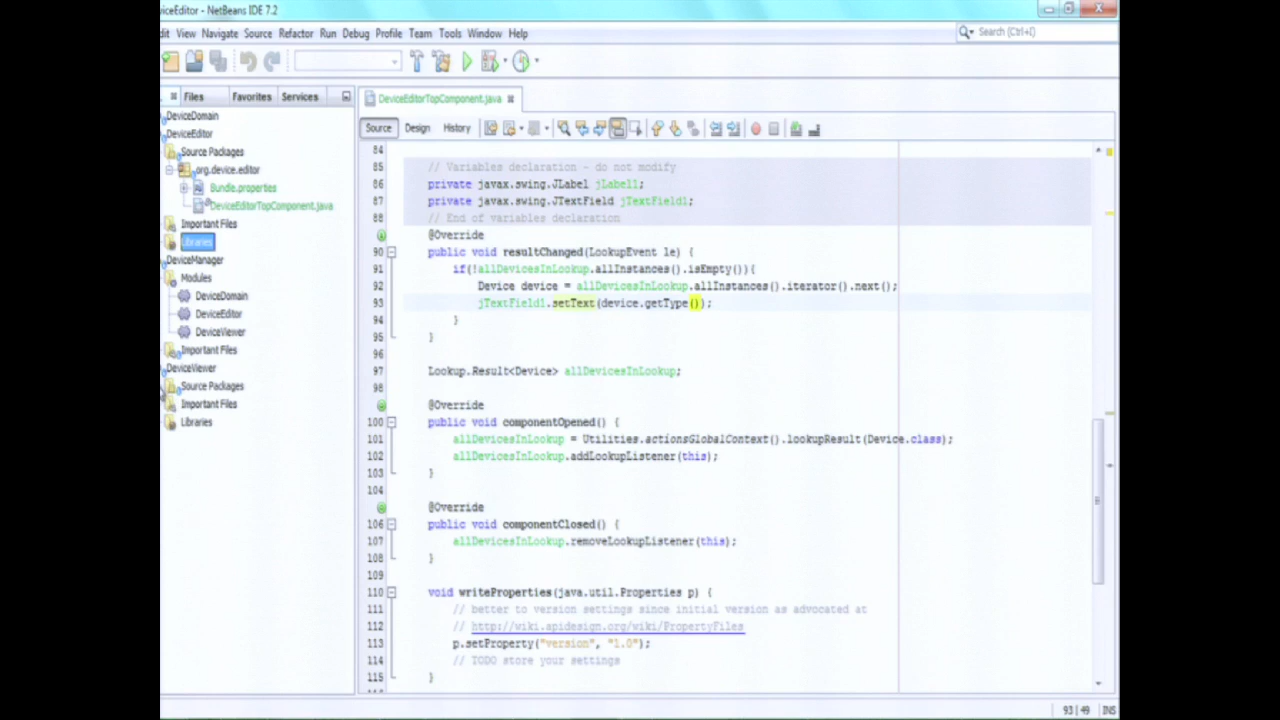 viceEditor - NetBeans IDE 7.2
dit View Navigate Source Refactor Run Debug Profile Team Tools Window Help
Search (Ctrl+I)
Files Favorites Services
DeviceEditorTopComponent.java
Source Design History
DeviceDomain
DeviceEditor
Source Packages
org.device.editor
Bundle.properties
DeviceEditorTopComponent.java
Important Files
Libraries
DeviceManager
Modules
DeviceDomain
DeviceEditor
DeviceViewer
Important Files
DeviceViewer
Source Packages
Important Files
Libraries
84
85 // Variables declaration - do not modify
86 private javax.swing.JLabel jLabel1;
87 private javax.swing.JTextField jTextField1;
88 // End of variables declaration
@Override
90 public void resultChanged(LookupEvent le) {
91 if(!allDevicesInLookup.allInstances().isEmpty()){
92 Device device = allDevicesInLookup.allInstances().iterator().next();
93 jTextField1.setText(device.getType());
94 }
95 }
96
97 Lookup.Result<Device> allDevicesInLookup;
98
@Override
100 public void componentOpened() {
101 allDevicesInLookup = Utilities.actionsGlobalContext().lookupResult(Device.class);
102 allDevicesInLookup.addLookupListener(this);
103 }
104
@Override
106 public void componentClosed() {
107 allDevicesInLookup.removeLookupListener(this);
108 }
109
110 void writeProperties(java.util.Properties p) {
111 // better to version settings since initial version as advocated at
112 // http://wiki.apidesign.org/wiki/PropertyFiles
113 p.setProperty("version", "1.0");
114 // TODO store your settings
115 }
93|49 INS